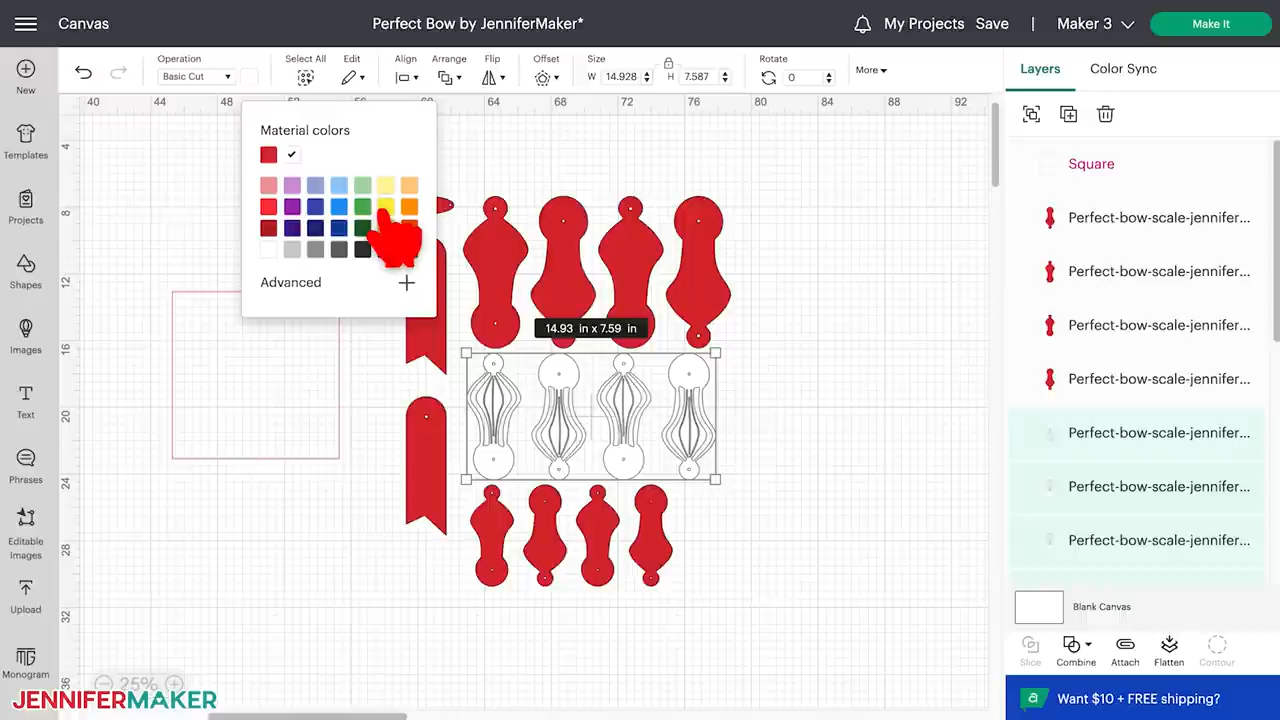 Canvas
Perfect Bow by JenniferMaker*
My Projects
Save
Maker 3
Make It
Operation
Basic Cut
Select All
Edit
Align
Arrange
Flip
Offset
Size
W 14.928
H 7.587
Rotate
0
More
Layers
Color Sync
New
Templates
Projects
Shapes
Images
Text
Phrases
Editable
Images
Upload
Monogram
40 44 48 52 56 60 64 68 72 76 80 84 88 92
4
8
12
16
20
24
28
32
36
Material colors
Advanced
14.93 in x 7.59 in
Square
Perfect-bow-scale-jennifer...
Perfect-bow-scale-jennifer...
Perfect-bow-scale-jennifer...
Perfect-bow-scale-jennifer...
Perfect-bow-scale-jennifer...
Perfect-bow-scale-jennifer...
Perfect-bow-scale-jennifer...
Blank Canvas
Slice
Combine
Attach
Flatten
Contour
25%
JENNIFERMAKER
a
Want $10 + FREE shipping?